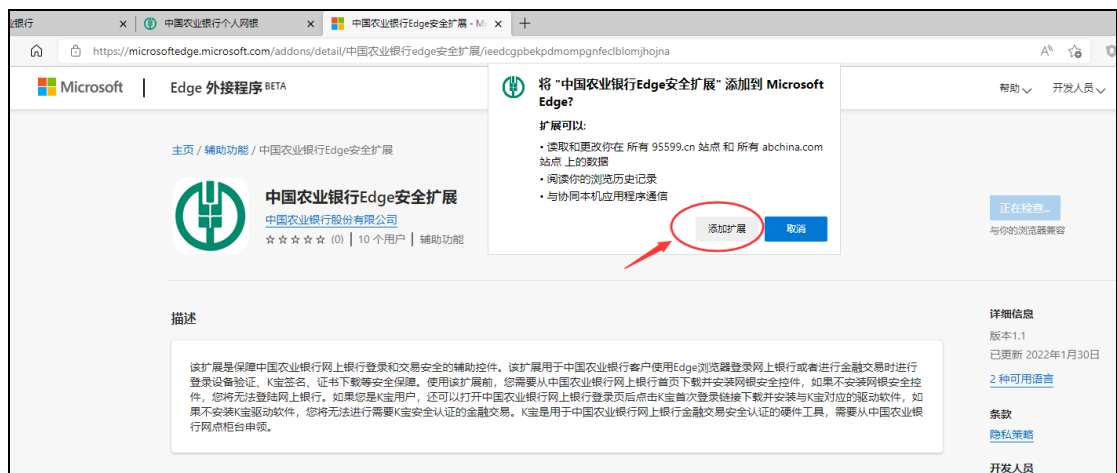 业银行
中国农业银行个人网银
中国农业银行Edge安全扩展 - Mi
https://microsoftedge.microsoft.com/addons/detail/中国农业银行edge安全扩展/ieedcgpbekpdmompgnfeclblomjhojna
Microsoft
Edge 外接程序 BETA
帮助
开发人员
将 "中国农业银行Edge安全扩展" 添加到 Microsoft
Edge?
扩展可以:
• 读取和更改你在 所有 95599.cn 站点 和 所有 abchina.com
站点 上的数据
• 阅读你的浏览历史记录
• 与协同本机应用程序通信
添加扩展
取消
主页 / 辅助功能 / 中国农业银行Edge安全扩展
中国农业银行Edge安全扩展
中国农业银行股份有限公司
(0) | 10 个用户 | 辅助功能
正在检查...
与你的浏览器兼容
描述
该扩展是保障中国农业银行网上银行登录和交易安全的辅助控件。该扩展用于中国农业银行客户使用Edge浏览器登录网上银行或者进行金融交易时进行
登录设备验证、K宝签名、证书下载等安全保障。使用该扩展前，您需要从中国农业银行网上银行首页下载并安装网银安全控件，如果不安装网银安全控
件，您将无法登陆网上银行。如果您是K宝用户，还可以打开中国农业银行网上银行登录页后点击K宝首次登录链接下载并安装与K宝对应的驱动软件，如
果不安装K宝驱动软件，您将无法进行需要K宝安全认证的金融交易。K宝是用于中国农业银行网上银行金融交易安全认证的硬件工具，需要从中国农业银
行网点柜台申领。
详细信息
版本1.1
已更新 2022年1月30日
2 种可用语言
条款
隐私策略
开发人员